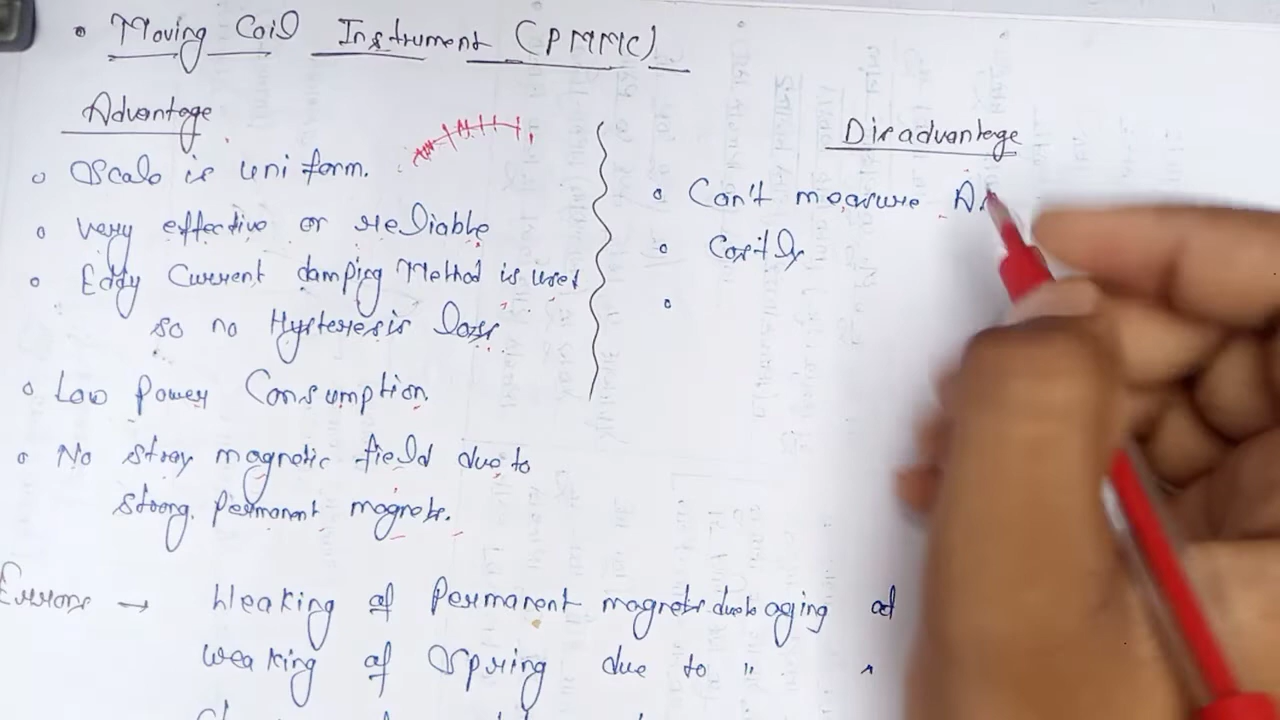 Moving Coil Instrument (PMMC)
Advantage
Scale is uniform.
Very effective or reliable
Eddy Current damping Method is used
so no Hysteresis loss
Low Power Consumption.
No stray magnetic field due to
strong. Permanent magnets.
Disadvantage
Can't measure A.
Costly
Errors → Weaking of Permanent magnets due to aging of
weaking of Spring due to " "